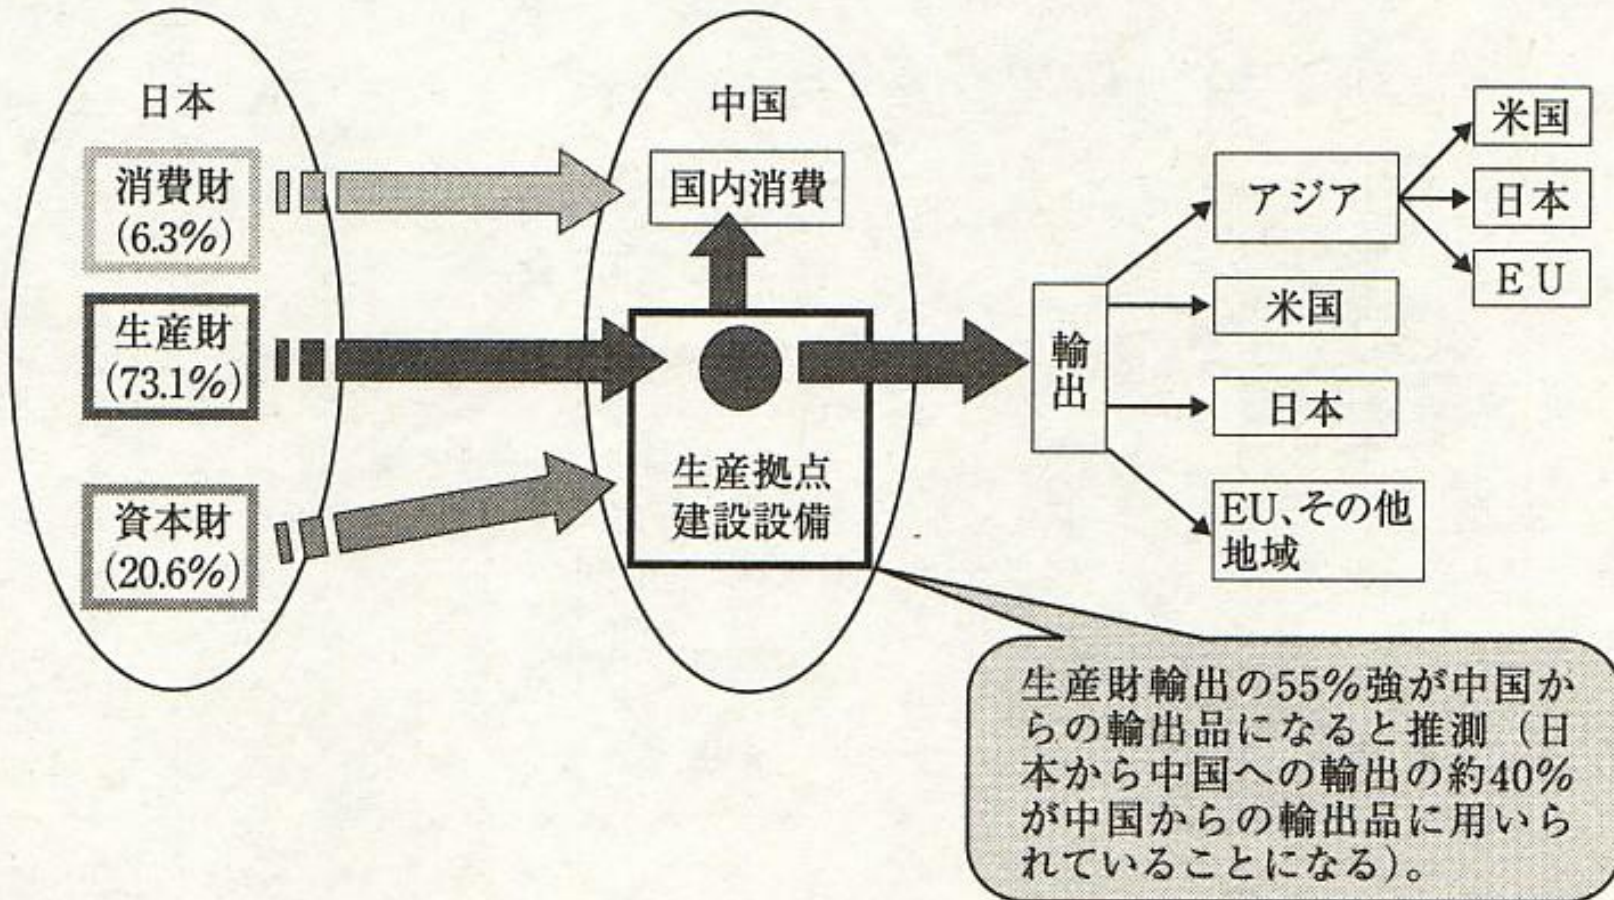 日本
消費財
(6.3%)
生産財
(73.1%)
資本財
(20.6%)
中国
国内消費
生産拠点
建設設備
輸出
アジア
米国
日本
EU、その他
地域
米国
日本
EU
生産財輸出の55%強が中国か
らの輸出品になると推測（日
本から中国への輸出の約40%
が中国からの輸出品に用いら
れていることになる）。